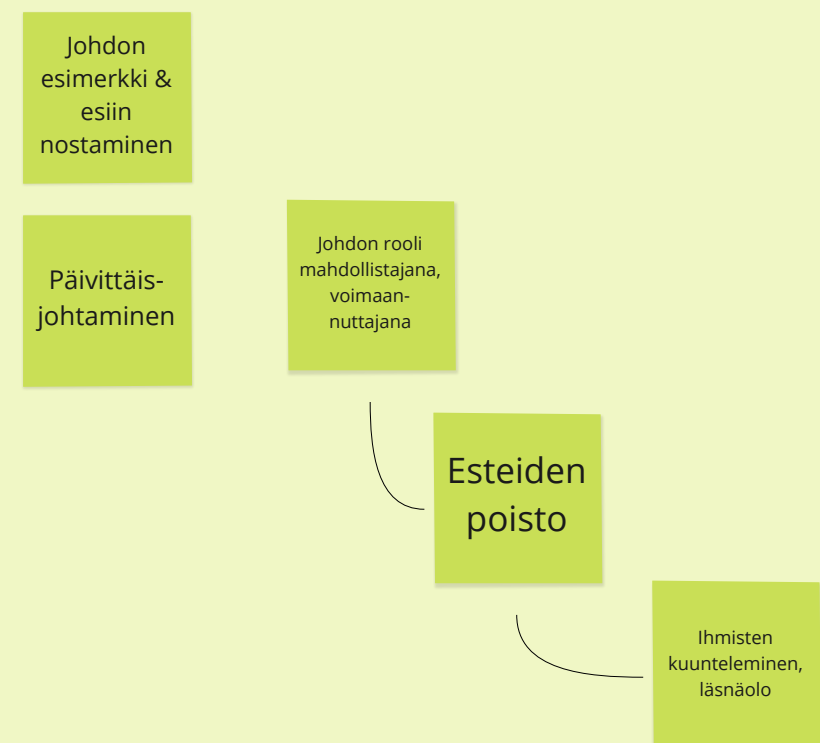 Johdon
esimerkki &
esiin
nostaminen
Päivittäis-
johtaminen
Johdon rooli
mahdollistajana,
voimaan-
nuttajana
Esteiden
poisto
Ihmisten
kuunteleminen,
läsnäolo